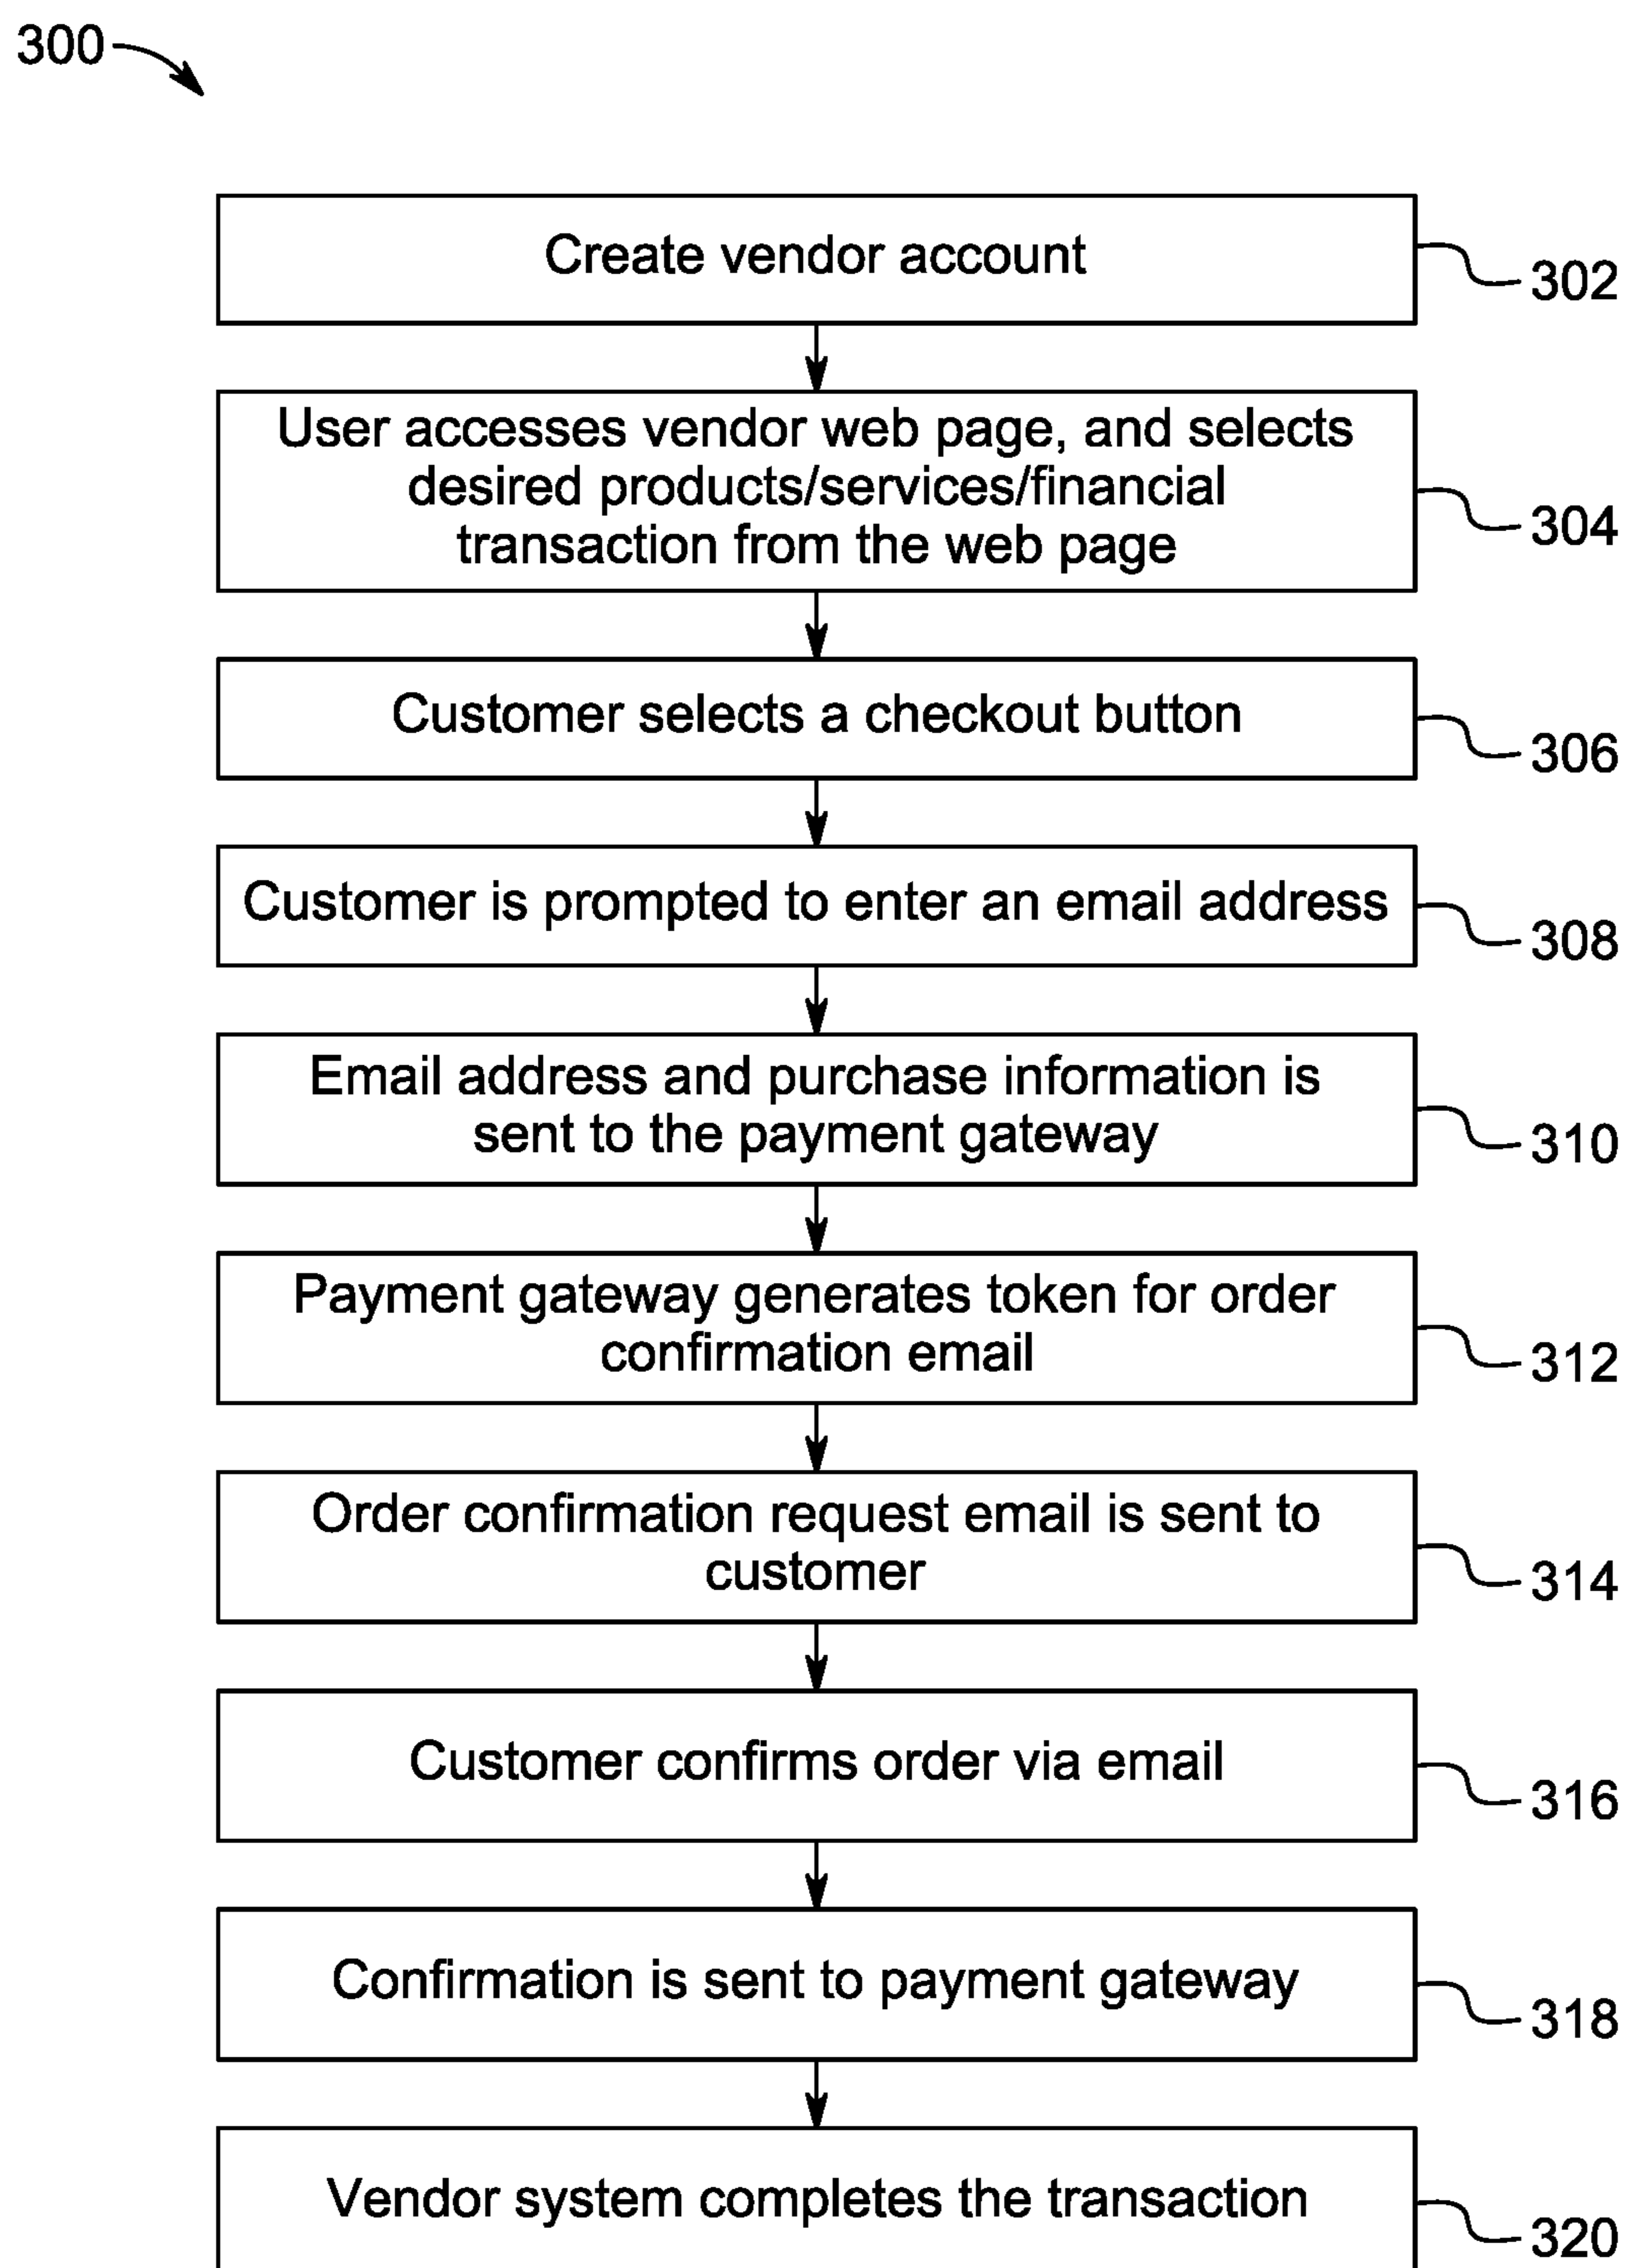 300
Create vendor account
302
User accesses vendor web page, and selects
desired products/services/financial
transaction from the web page
304
Customer selects a checkout button
306
Customer is prompted to enter an email address
308
Email address and purchase information is
sent to the payment gateway
310
Payment gateway generates token for order
confirmation email
312
Order confirmation request email is sent to
customer
314
Customer confirms order via email
316
Confirmation is sent to payment gateway
318
Vendor system completes the transaction
320